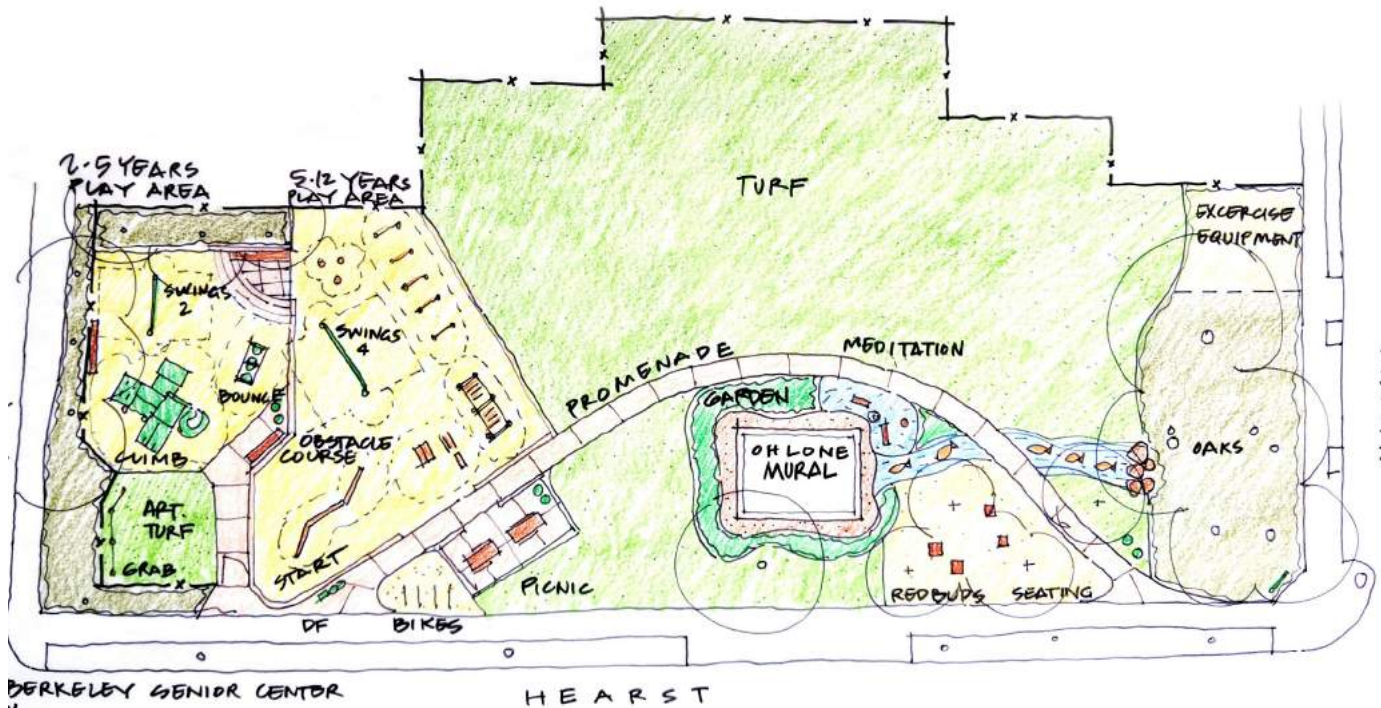 2-5 YEARS
PLAY AREA
5-12 YEARS
PLAY AREA
TURF
EXCERCISE
EQUIPMENT
SWINGS
2
SWINGS
4
BOUNCE
CLIMB
OBSTACLE
COURSE
PROMENADE
MEDITATION
GARDEN
OHLONE
MURAL
OAKS
ART.
TURF
GRAB
START
PICNIC
REDBUDS SEATING
DF
BIKES
BERKELEY SENIOR CENTER
HEARST